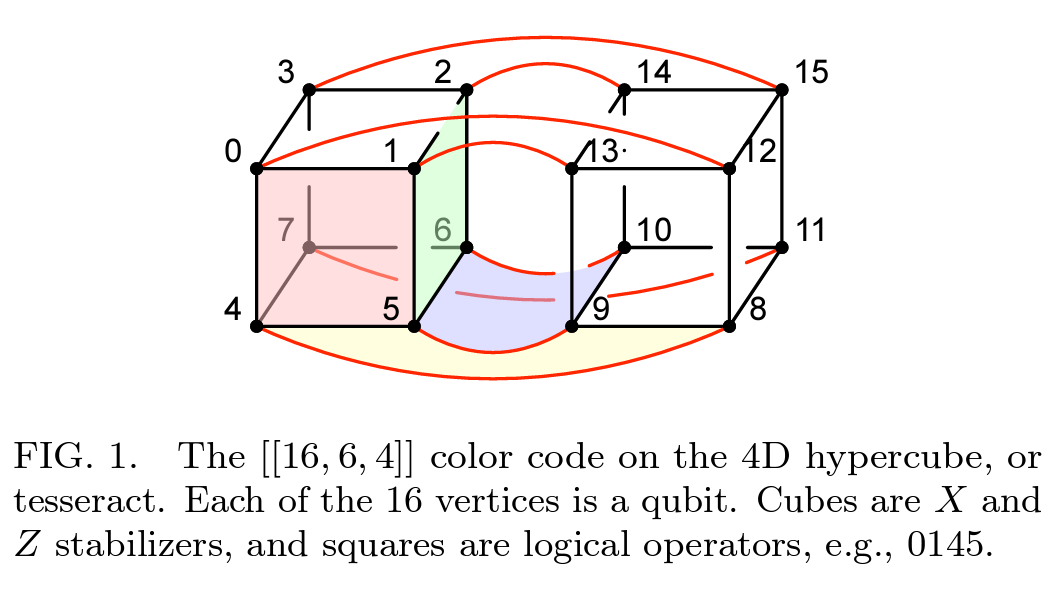 3 2 14 15
0 1 13· 12
7 6 10 11
4 5 9 8
FIG. 1. The [[16, 6, 4]] color code on the 4D hypercube, or
tesseract. Each of the 16 vertices is a qubit. Cubes are X and
Z stabilizers, and squares are logical operators, e.g., 0145.